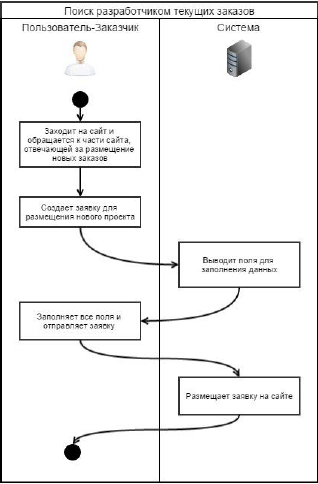 Поиск разработчиком текущих заказов
Пользователь-Заказчик
Система
Заходит на сайт и
обращается к части сайта,
отвечающей за размещение
новых заказов
Создает заявку для
размещения нового проекта
Выводит поля для
заполнения данных
Заполняет все поля и
отправляет заявку
Размещает заявку на сайте